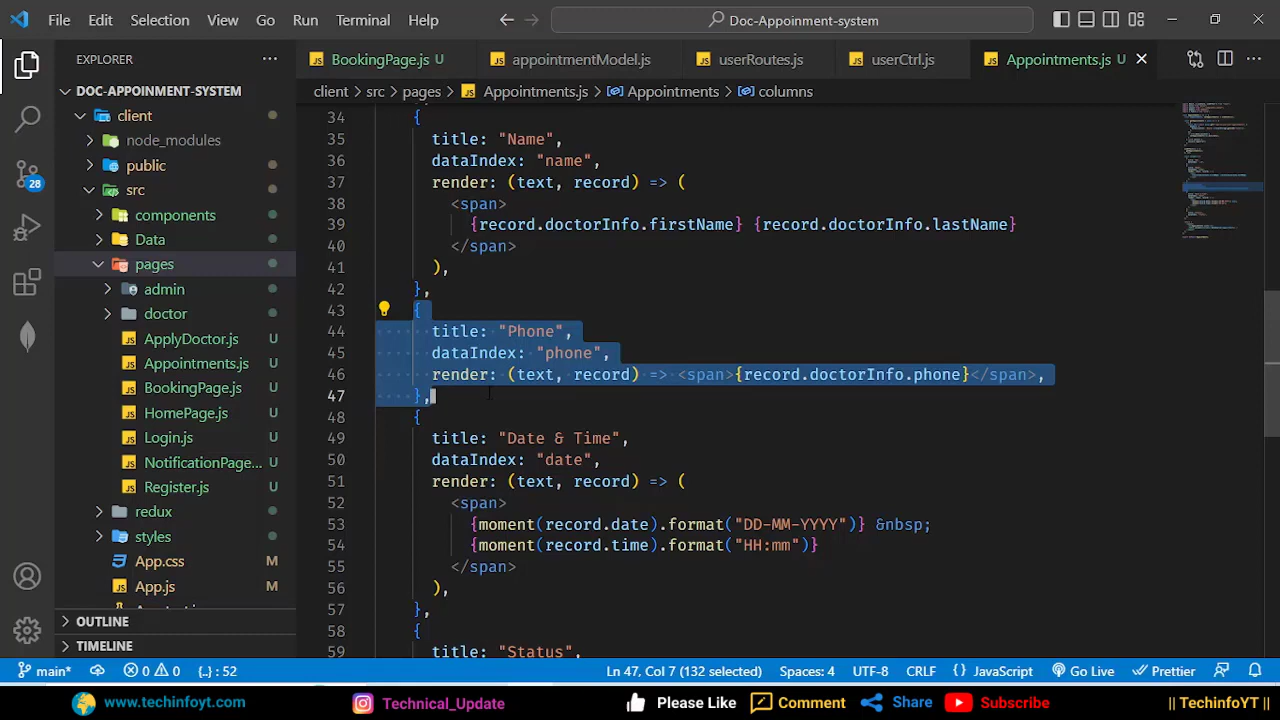 File Edit Selection View Go Run Terminal Help Doc-Appoinment-system
EXPLORER
BookingPage.js U appointmentModel.js userRoutes.js userCtrl.js Appointments.js U
DOC-APPOINMENT-SYSTEM
client > src > pages > Appointments.js > Appointments > columns
client
node_modules
public
src
components
Data
pages
admin
doctor
ApplyDoctor.js U
Appointments.js U
BookingPage.js U
HomePage.js U
Login.js U
NotificationPage... U
Register.js U
redux
styles
App.css M
App.js M
OUTLINE
TIMELINE
28
34 {
35 title: "Name",
36 dataIndex: "name",
37 render: (text, record) => (
38 <span>
39 {record.doctorInfo.firstName} {record.doctorInfo.lastName}
40 </span>
41 ),
42 },
43 {
44 title: "Phone",
45 dataIndex: "phone",
46 render: (text, record) => <span>{record.doctorInfo.phone}</span>,
47 },
48 {
49 title: "Date & Time",
50 dataIndex: "date",
51 render: (text, record) => (
52 <span>
53 {moment(record.date).format("DD-MM-YYYY")} &nbsp;
54 {moment(record.time).format("HH:mm")}
55 </span>
56 ),
57 },
58 {
59 title: "Status",
main* 0 0 {..} : 52 Ln 47, Col 7 (132 selected) Spaces: 4 UTF-8 CRLF {} JavaScript Go Live Prettier
www.techinfoyt.com Technical_Update Please Like Comment Share Subscribe || TechinfoYT ||